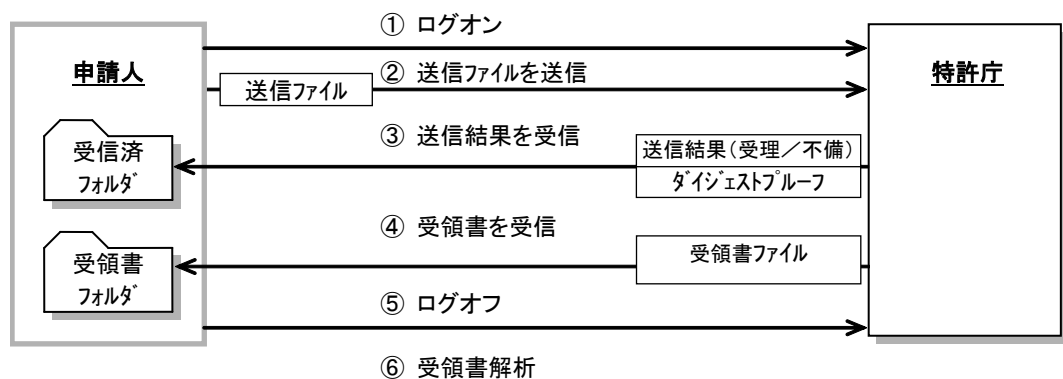 ① ログオン
申請人
特許庁
② 送信ファイルを送信
送信ファイル
③ 送信結果を受信
受信済
フォルダ
送信結果(受理/不備)
ダイジェストプルーフ
④ 受領書を受信
受領書
フォルダ
受領書ファイル
⑤ ログオフ
⑥ 受領書解析